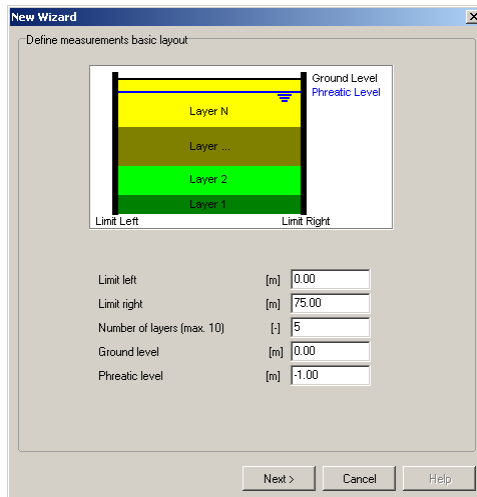 New Wizard
Define measurements basic layout
Ground Level
Phreatic Level
Layer N
Layer ...
Layer 2
Layer 1
Limit Left Limit Right
Limit left [m] 0.00
Limit right [m] 75.00
Number of layers (max. 10) [-] 5
Ground level [m] 0.00
Phreatic level [m] -1.00
Next > Cancel Help